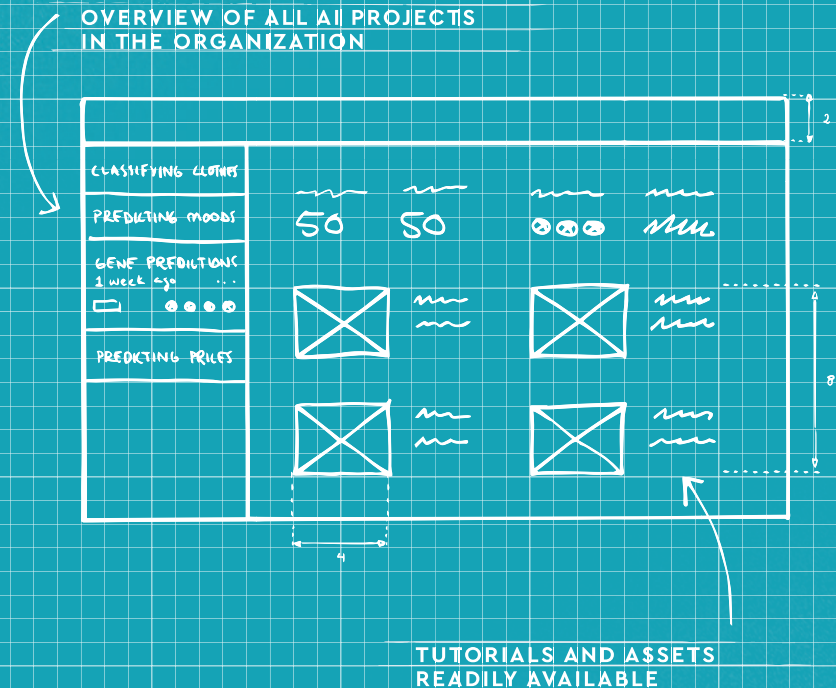 OVERVIEW OF ALL AI PROJECTS
IN THE ORGANIZATION
2
CLASSIFYING CLOTHES
PREDICTING MOODS
50 50
GENE PREDICTIONS
1 week ago ...
PREDICTING PRICES
8
4
TUTORIALS AND ASSETS
READILY AVAILABLE